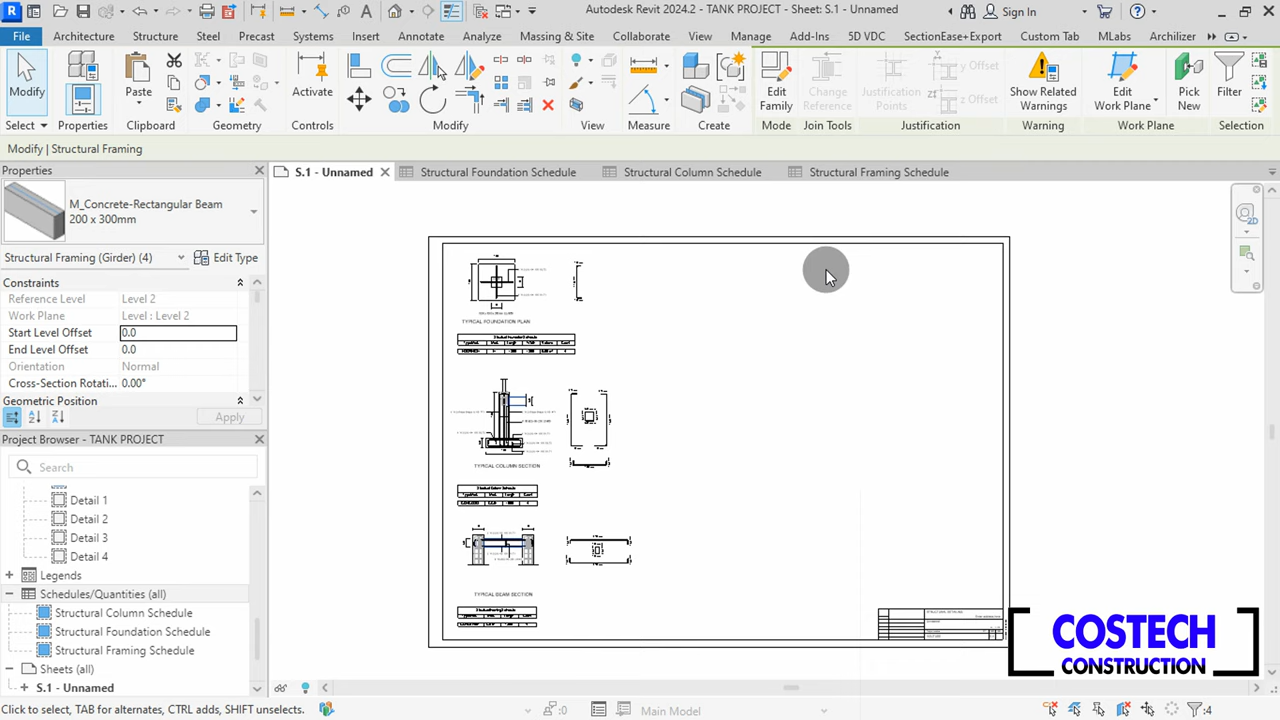 Autodesk Revit 2024.2 - TANK PROJECT - Sheet: S.1 - Unnamed
Sign In
File Architecture Structure Steel Precast Systems Insert Annotate Analyze Massing & Site Collaborate View Manage Add-Ins 5D VDC SectionEase+Export Custom Tab MLabs Archilizer
Modify Paste Activate Edit Family Change Reference Justification Points Y Offset Z Offset Show Related Warnings Edit Work Plane Pick New Filter
Select Properties Clipboard Geometry Controls Modify View Measure Create Mode Join Tools Justification Warning Work Plane Selection
Modify | Structural Framing
Properties
S.1 - Unnamed Structural Foundation Schedule Structural Column Schedule Structural Framing Schedule
M_Concrete-Rectangular Beam
200 x 300mm
Structural Framing (Girder) (4) Edit Type
Constraints
Reference Level Level 2
Work Plane Level : Level 2
Start Level Offset 0.0
End Level Offset 0.0
Orientation Normal
Cross-Section Rotati... 0.00°
Geometric Position
Apply
Project Browser - TANK PROJECT
Search
Detail 1
Detail 2
Detail 3
Detail 4
Legends
Schedules/Quantities (all)
Structural Column Schedule
Structural Foundation Schedule
Structural Framing Schedule
Sheets (all)
S.1 - Unnamed
2D
TYPICAL FOUNDATION PLAN
TYPICAL COLUMN SECTION
TYPICAL BEAM SECTION
COSTECH
CONSTRUCTION
Click to select, TAB for alternates, CTRL adds, SHIFT unselects.
:0
Main Model
:4